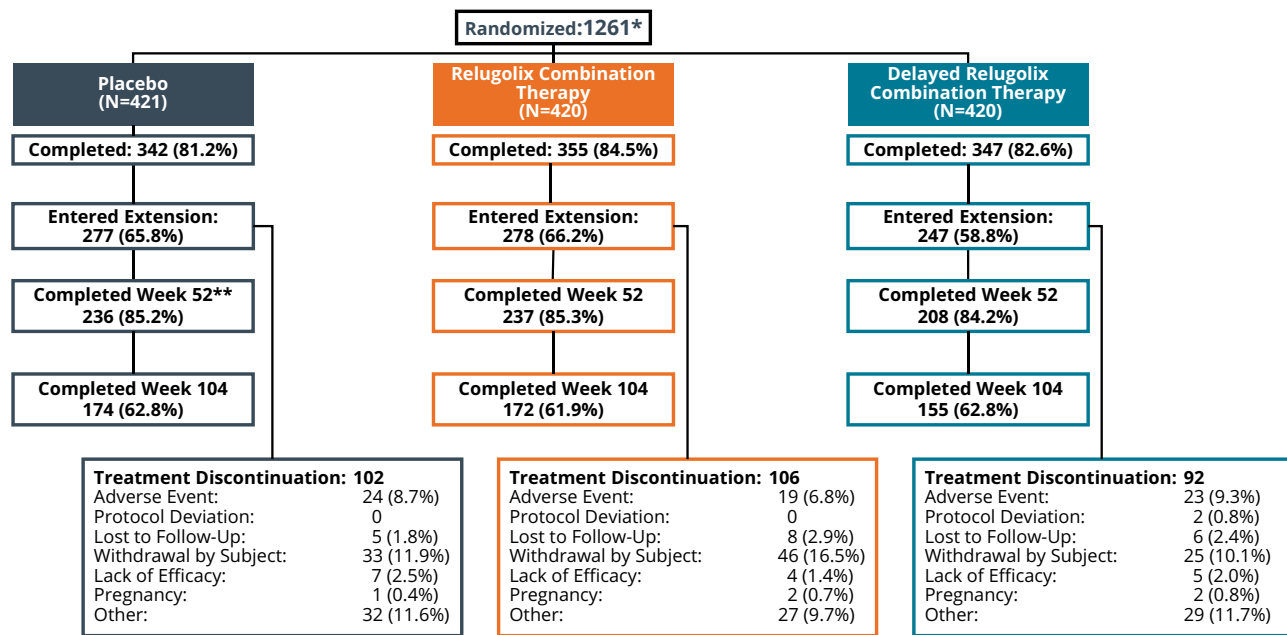 Randomized:1261*
Placebo
(N=421)
Completed: 342 (81.2%)
Entered Extension:
277 (65.8%)
Completed Week 52**
236 (85.2%)
Completed Week 104
174 (62.8%)
Treatment Discontinuation: 102
Adverse Event: 24 (8.7%)
Protocol Deviation: 0
Lost to Follow-Up: 5 (1.8%)
Withdrawal by Subject: 33 (11.9%)
Lack of Efficacy: 7 (2.5%)
Pregnancy: 1 (0.4%)
Other: 32 (11.6%)
Relugolix Combination
Therapy
(N=420)
Completed: 355 (84.5%)
Entered Extension:
278 (66.2%)
Completed Week 52
237 (85.3%)
Completed Week 104
172 (61.9%)
Treatment Discontinuation: 106
Adverse Event: 19 (6.8%)
Protocol Deviation: 0
Lost to Follow-Up: 8 (2.9%)
Withdrawal by Subject: 46 (16.5%)
Lack of Efficacy: 4 (1.4%)
Pregnancy: 2 (0.7%)
Other: 27 (9.7%)
Delayed Relugolix
Combination Therapy
(N=420)
Completed: 347 (82.6%)
Entered Extension:
247 (58.8%)
Completed Week 52
208 (84.2%)
Completed Week 104
155 (62.8%)
Treatment Discontinuation: 92
Adverse Event: 23 (9.3%)
Protocol Deviation: 2 (0.8%)
Lost to Follow-Up: 6 (2.4%)
Withdrawal by Subject: 25 (10.1%)
Lack of Efficacy: 5 (2.0%)
Pregnancy: 2 (0.8%)
Other: 29 (11.7%)